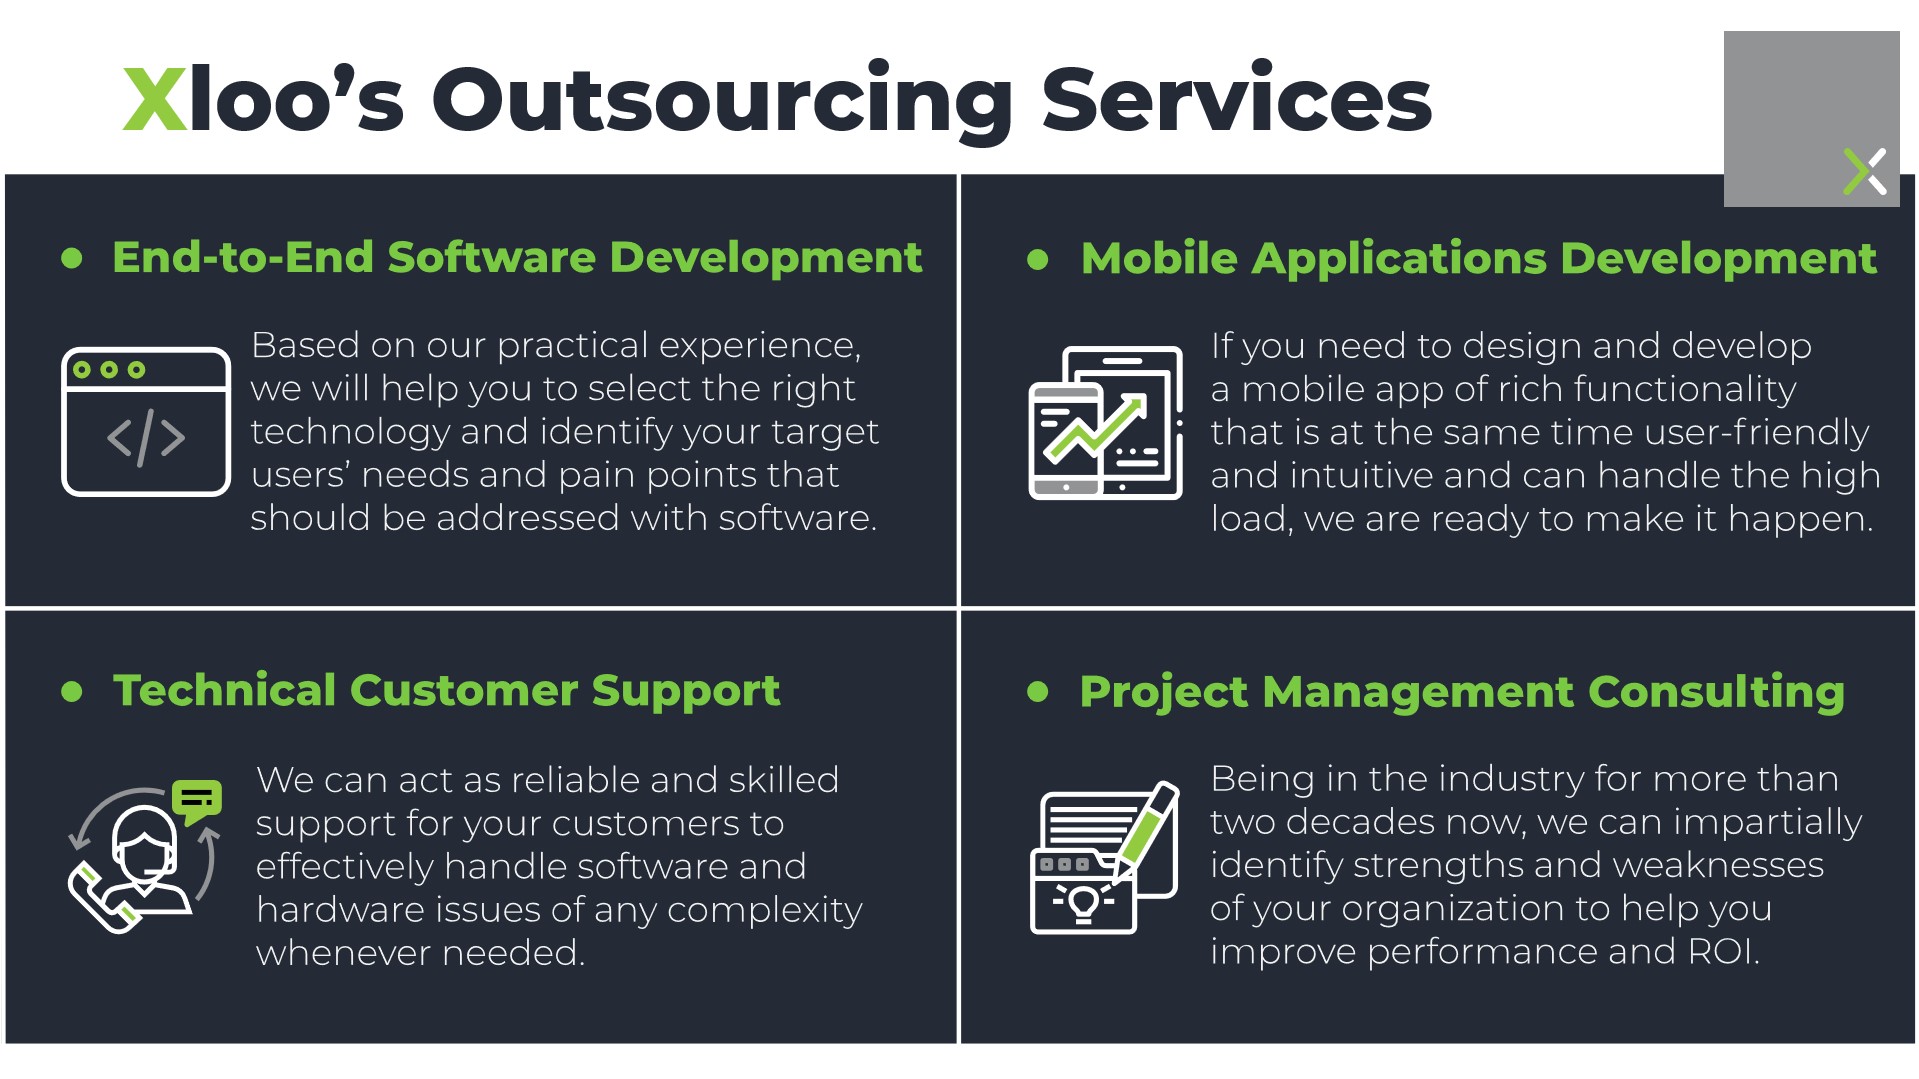 Xloo’s Outsourcing Services
● End-to-End Software Development
Based on our practical experience,
we will help you to select the right
technology and identify your target
users’ needs and pain points that
should be addressed with software.
● Mobile Applications Development
If you need to design and develop
a mobile app of rich functionality
that is at the same time user-friendly
and intuitive and can handle the high
load, we are ready to make it happen.
● Technical Customer Support
We can act as reliable and skilled
support for your customers to
effectively handle software and
hardware issues of any complexity
whenever needed.
● Project Management Consulting
Being in the industry for more than
two decades now, we can impartially
identify strengths and weaknesses
of your organization to help you
improve performance and ROI.